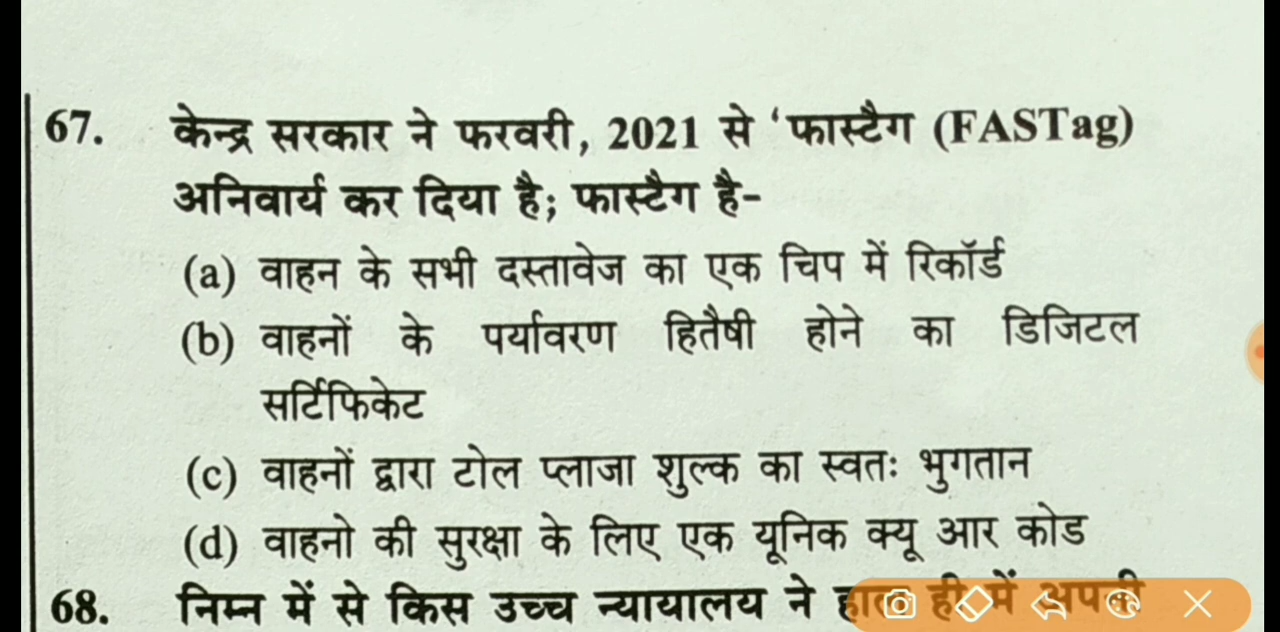 67. केन्द्र सरकार ने फरवरी, 2021 से ‘फास्टैग (FASTag)
अनिवार्य कर दिया है; फास्टैग है-
(a) वाहन के सभी दस्तावेज का एक चिप में रिकॉर्ड
(b) वाहनों के पर्यावरण हितैषी होने का डिजिटल
सर्टिफिकेट
(c) वाहनों द्वारा टोल प्लाजा शुल्क का स्वतः भुगतान
(d) वाहनो की सुरक्षा के लिए एक यूनिक क्यू आर कोड
68. निम्न में से किस उच्च न्यायालय ने हाल ही में अपनी